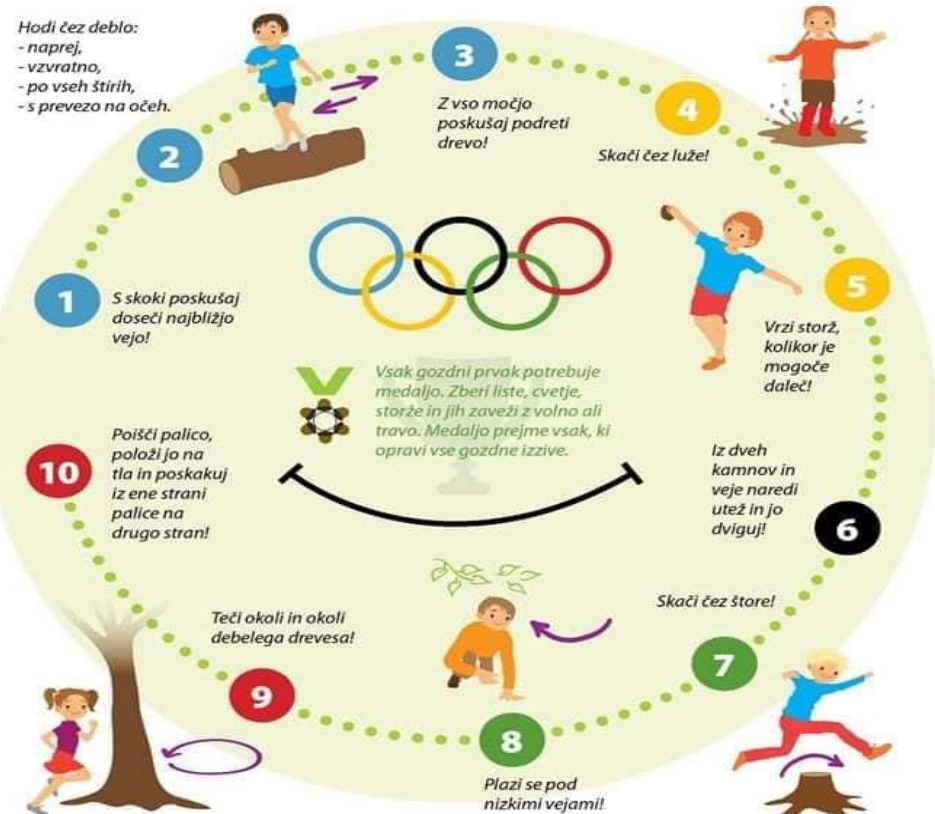 Hodi čez deblo:
- naprej,
- vzvratno,
- po vseh štirih,
- s prevezo na očeh.
2
3
Z vso močjo
poskušaj podreti
drevo!
4
Skači čez luže!
1
S skoki poskušaj
doseči najbližjo
vejo!
5
Vrzi storž,
kolikor je
mogoče
daleč!
Vsak gozdni prvak potrebuje
medaljo. Zberi liste, cvetje,
storže in jih zaveži z volno ali
travo. Medaljo prejme vsak, ki
opravi vse gozdne izzive.
10
Poišči palico,
položi jo na
tla in poskakuj
iz ene strani
palice na
drugo stran!
Iz dveh
kamnov in
veje naredi
utež in jo
dviguj!
6
Teči okoli in okoli
debelega drevesa!
9
Skači čez štore!
7
8
Plazi se pod
nizkimi vejami!